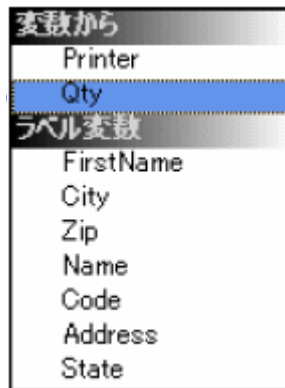 変数から
Printer
Qty
ラベル変数
FirstName
City
Zip
Name
Code
Address
State